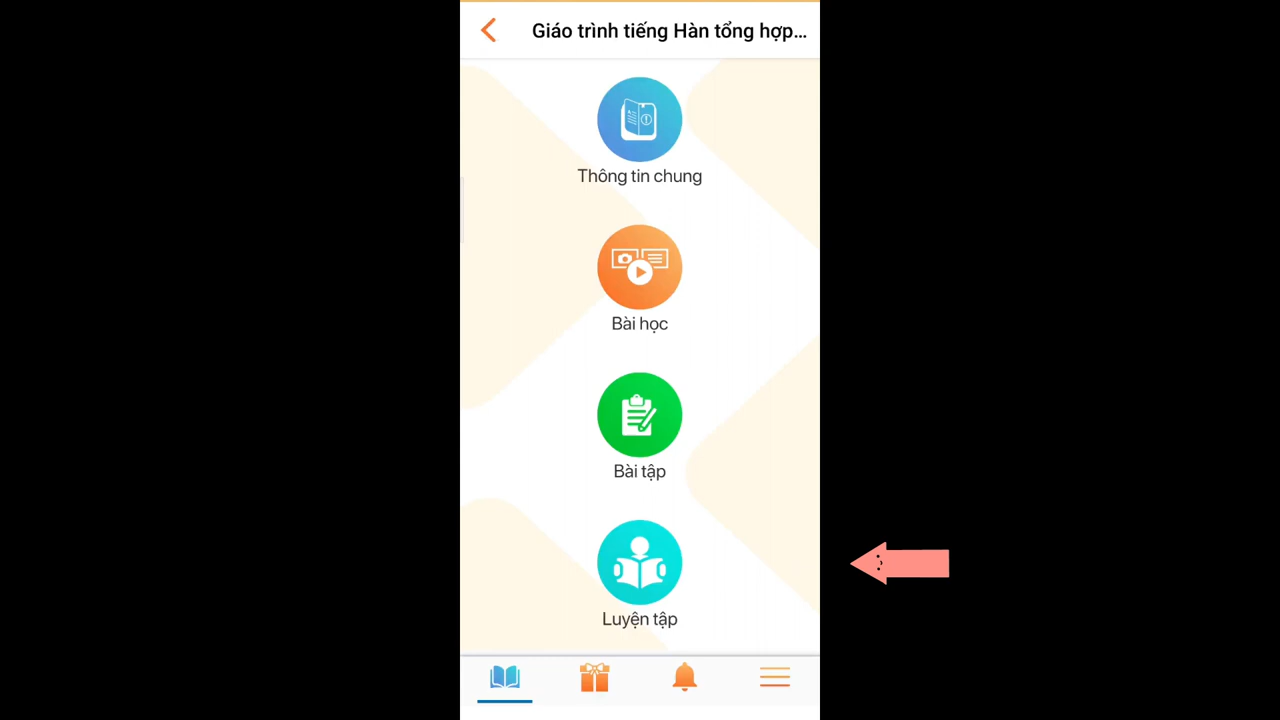 Giáo trình tiếng Hàn tổng hợp...
Thông tin chung
Bài học
Bài tập
Luyện tập